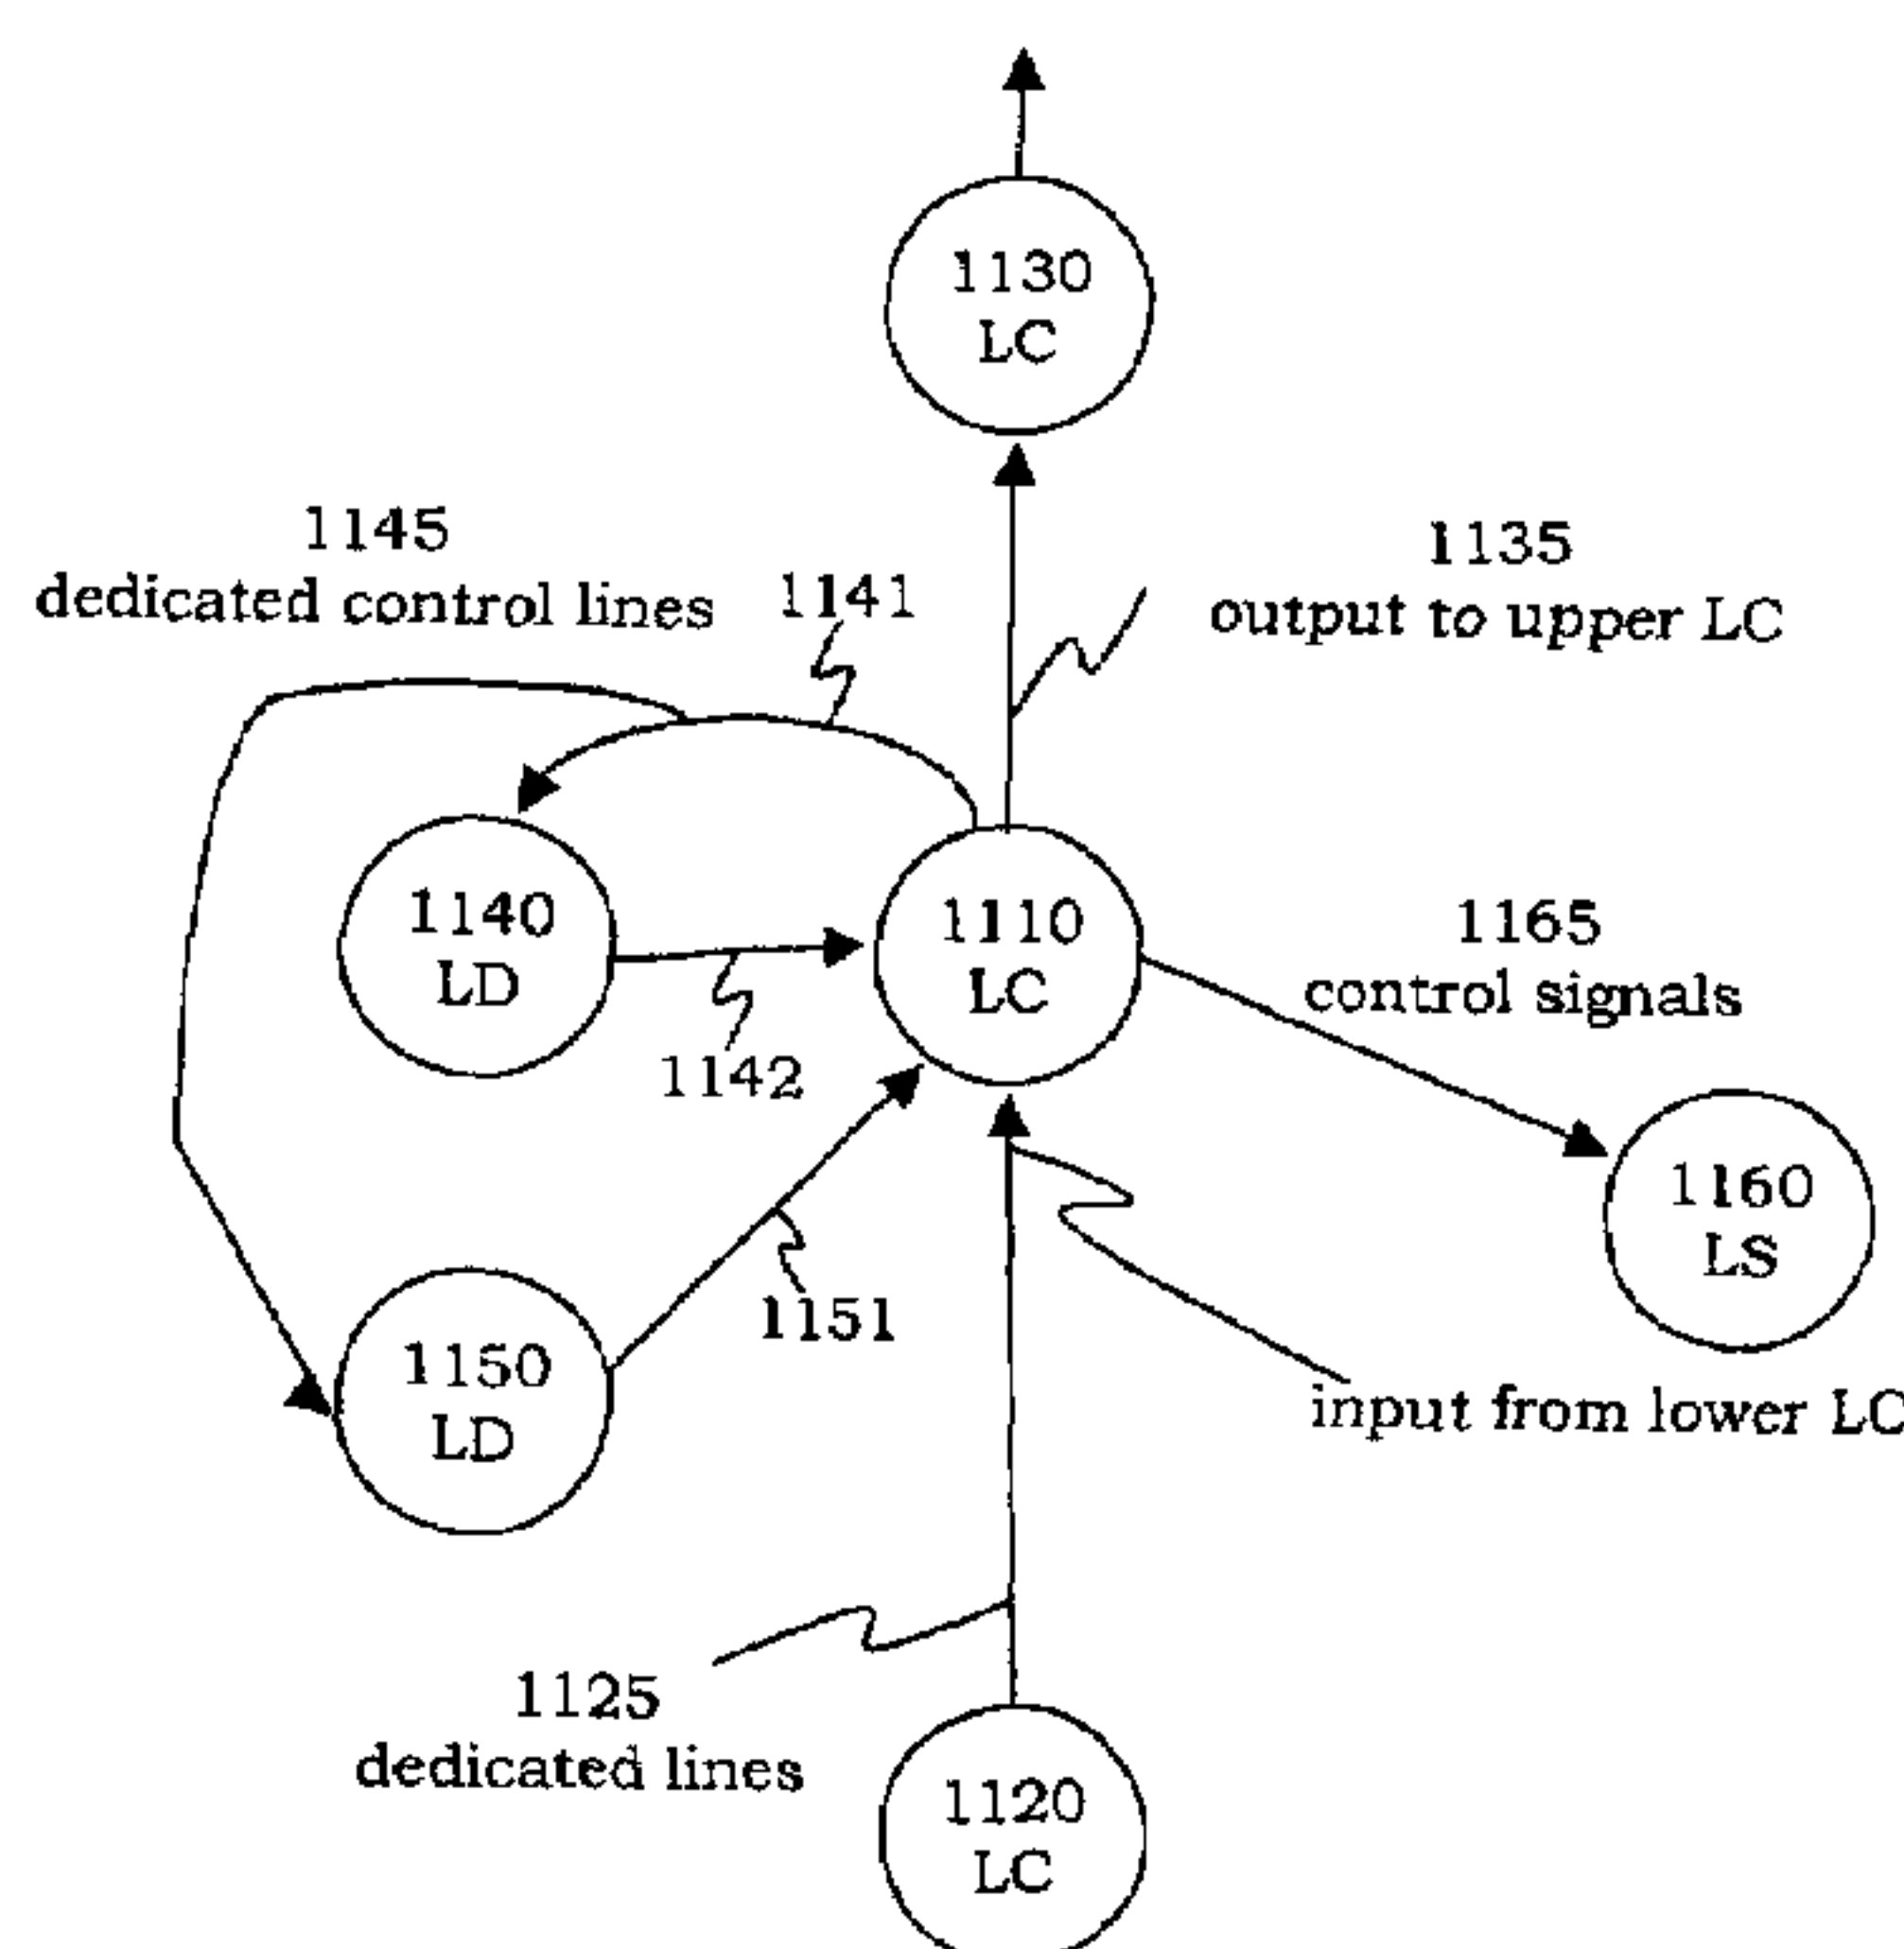 1130
LC
1145
dedicated control lines
1141
1135
output to upper LC
1140
LD
1110
LC
1165
control signals
1142
1160
LS
1151
1150
LD
input from lower LC
1125
dedicated lines
1120
LC